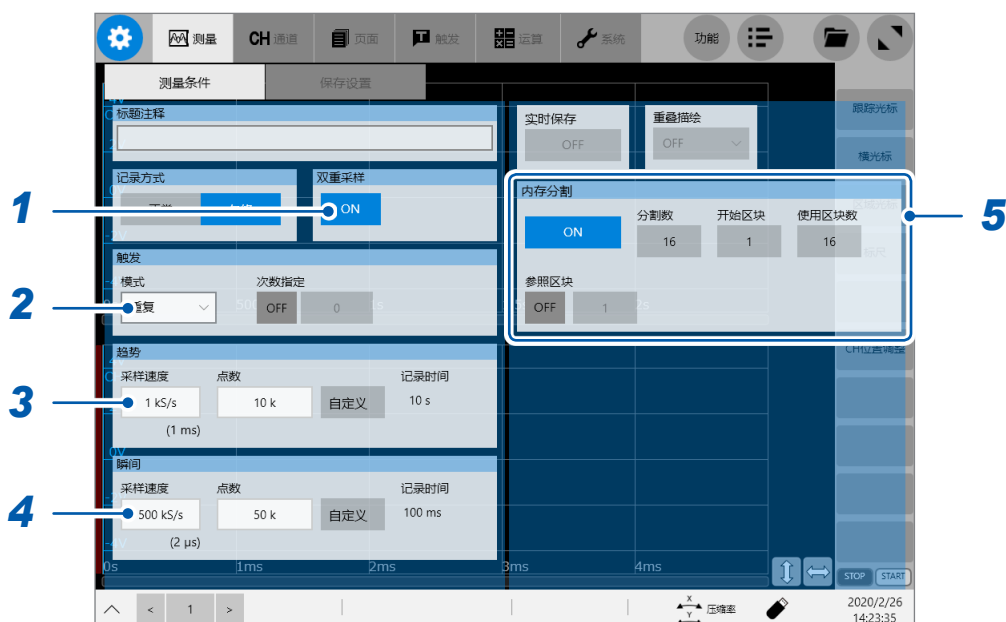 测量 CH 通道 页面 触发 运算 系统 功能
测量条件 保存设置
标题注释
实时保存 重叠描绘
OFF OFF
跟踪光标
横光标
记录方式 双重采样
ON
1
内存分割
分割数 开始区块 使用区块数
ON 16 1 16
5
参照区块
OFF 1
触发
模式 次数指定
重复 OFF 0
2
趋势
采样速度 点数 记录时间
1 kS/s 10 k 自定义 10 s
(1 ms)
3
CH位置调整
瞬间
采样速度 点数 记录时间
500 kS/s 50 k 自定义 100 ms
(2 μs)
4
0s 1ms 2ms 3ms 4ms
STOP START
< 1 > X Y 压缩率 2020/2/26
14:23:35